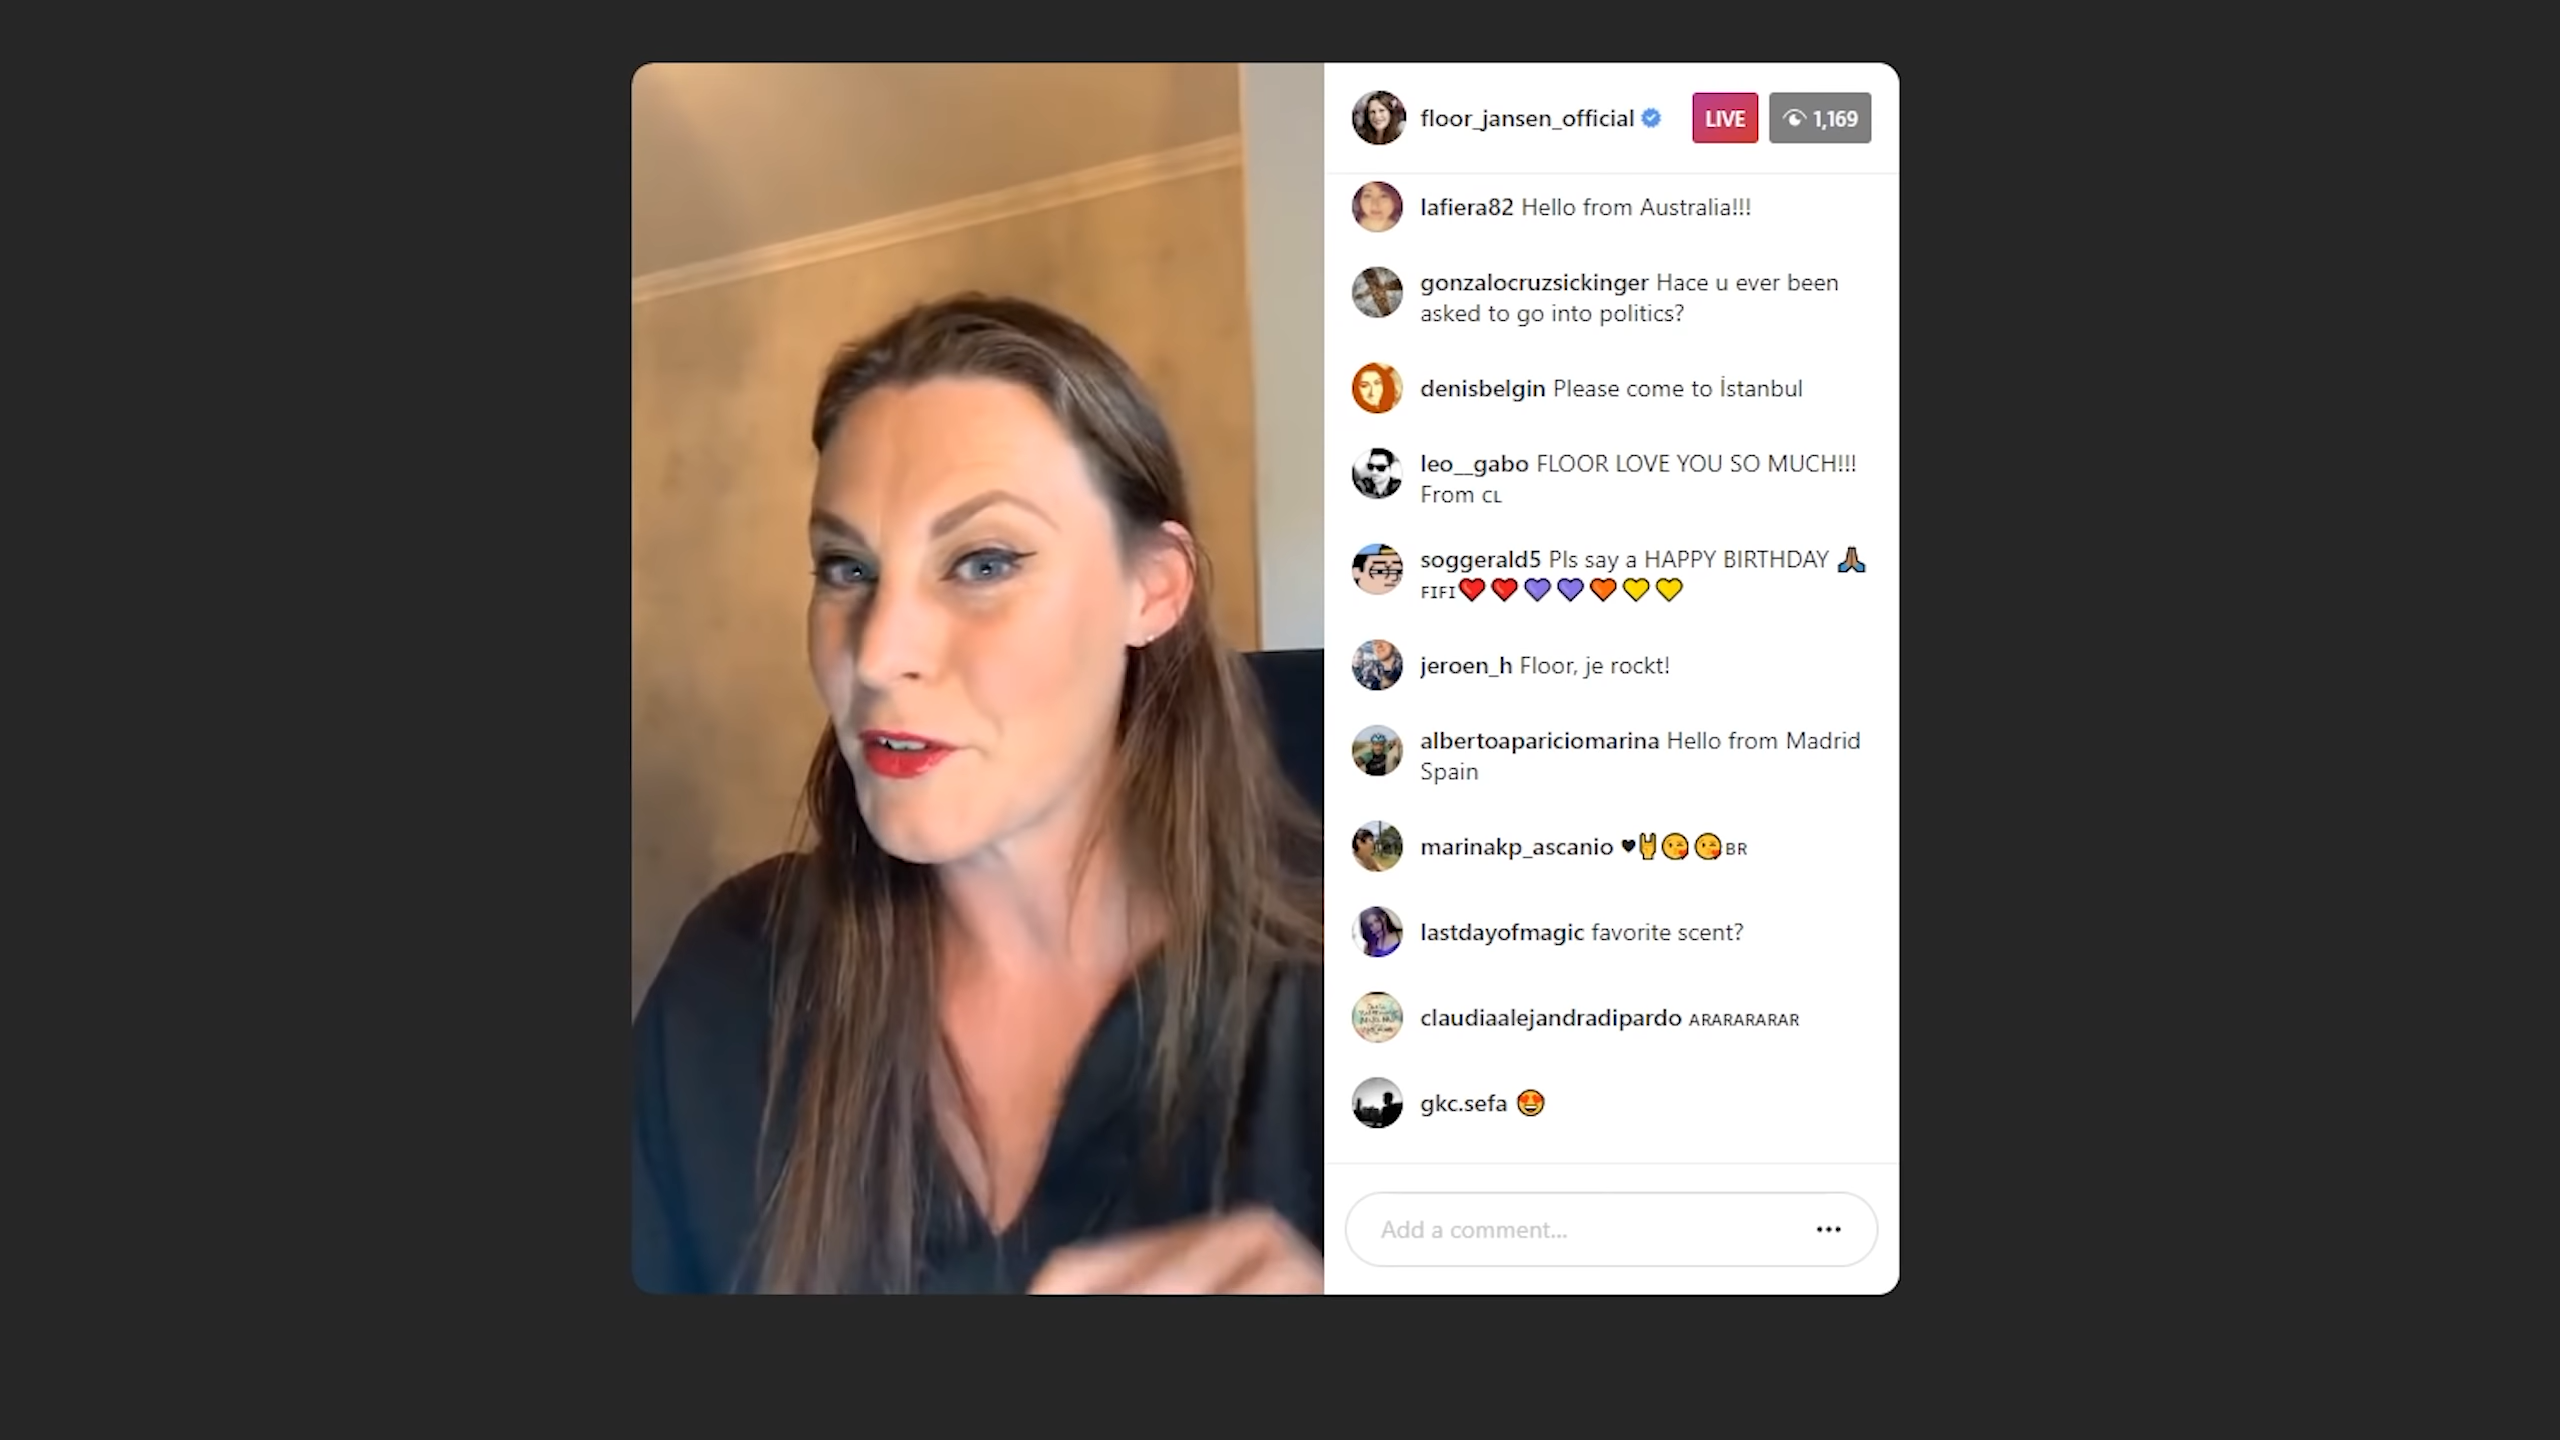 floor_jansen_official LIVE 1,169
lafiera82 Hello from Australia!!!
gonzalocruzsickinger Hace u ever been
asked to go into politics?
denisbelgin Please come to İstanbul
leo__gabo FLOOR LOVE YOU SO MUCH!!!
From CL
soggerald5 Pls say a HAPPY BIRTHDAY 🙏🏽
FIFI❤️❤️💜💜🧡💛💛
jeroen_h Floor, je rockt!
albertoapariciomarina Hello from Madrid
Spain
marinakp_ascanio ♥🤘😘😘BR
lastdayofmagic favorite scent?
claudiaalejandradipardo ARARARARAR
gkc.sefa 😍
Add a comment... •••